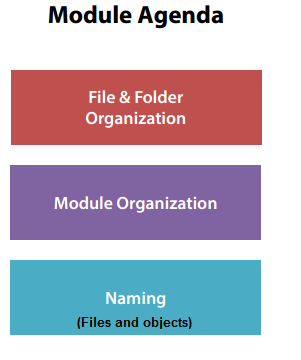 Module Agenda
File & Folder
Organization
Module Organization
Naming
(Files and objects)